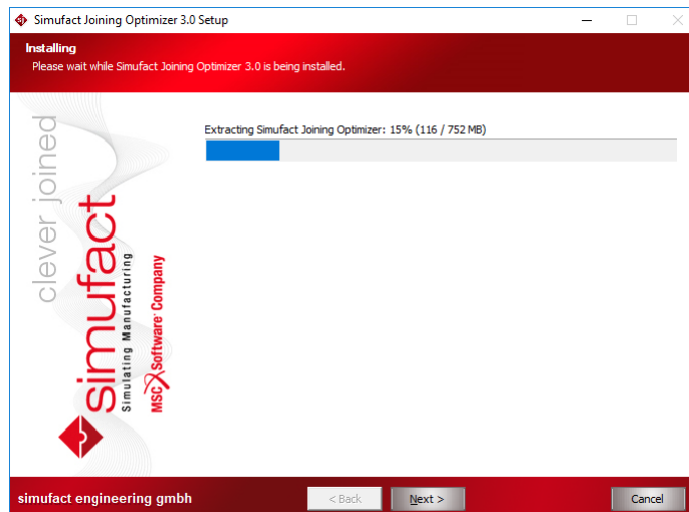 Simufact Joining Optimizer 3.0 Setup
Installing
Please wait while Simufact Joining Optimizer 3.0 is being installed.
Extracting Simufact Joining Optimizer: 15% (116 / 752 MB)
clever joined
simufact
Simulating Manufacturing
MSC Software Company
simufact engineering gmbh
< Back
Next >
Cancel